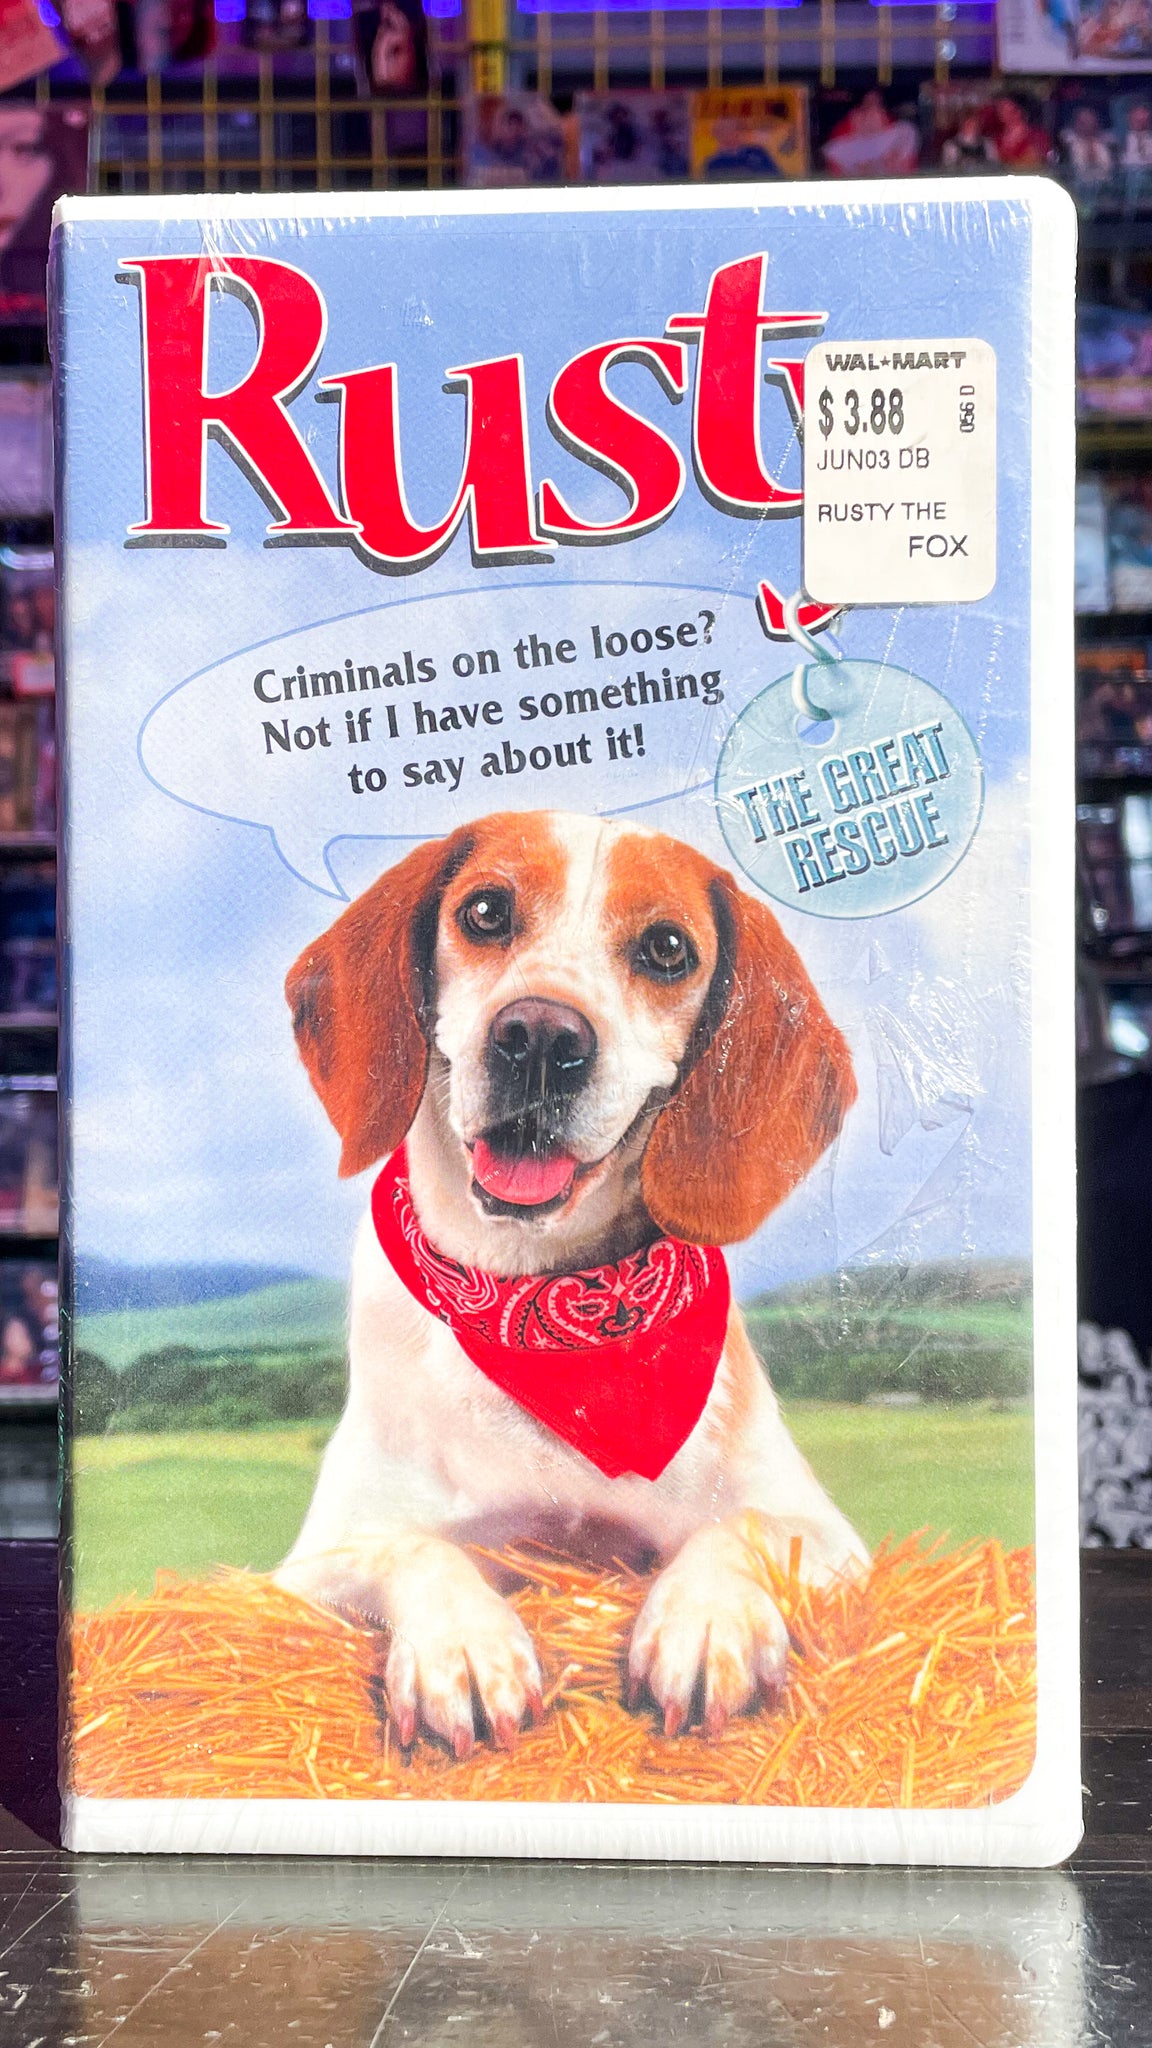 Rusty
WAL★MART
$3.88
056 D
JUN03 DB
RUSTY THE
FOX
Criminals on the loose?
Not if I have something
to say about it!
THE GREAT
RESCUE